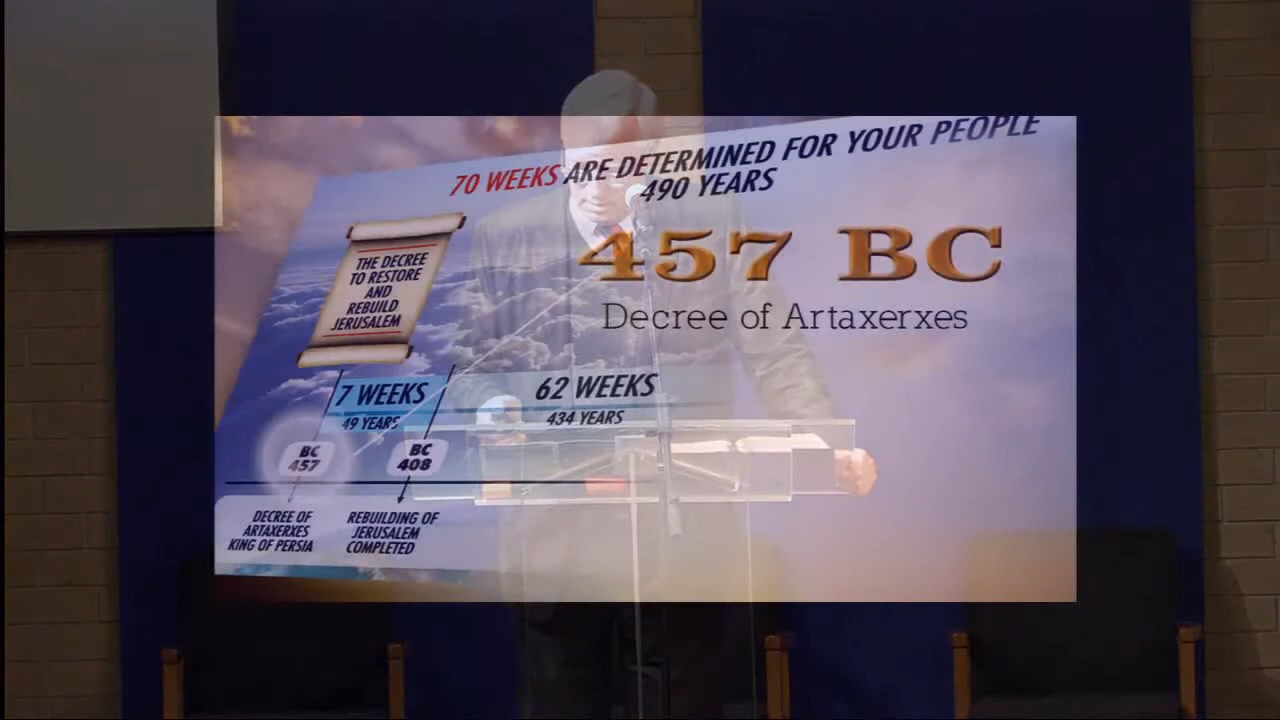 70 WEEKS ARE DETERMINED FOR YOUR PEOPLE
490 YEARS
457 BC
Decree of Artaxerxes
THE DECREE
TO RESTORE
AND
REBUILD
JERUSALEM
7 WEEKS
49 YEARS
62 WEEKS
434 YEARS
BC
457
BC
408
DECREE OF
ARTAXERXES
KING OF PERSIA
REBUILDING OF
JERUSALEM
COMPLETED